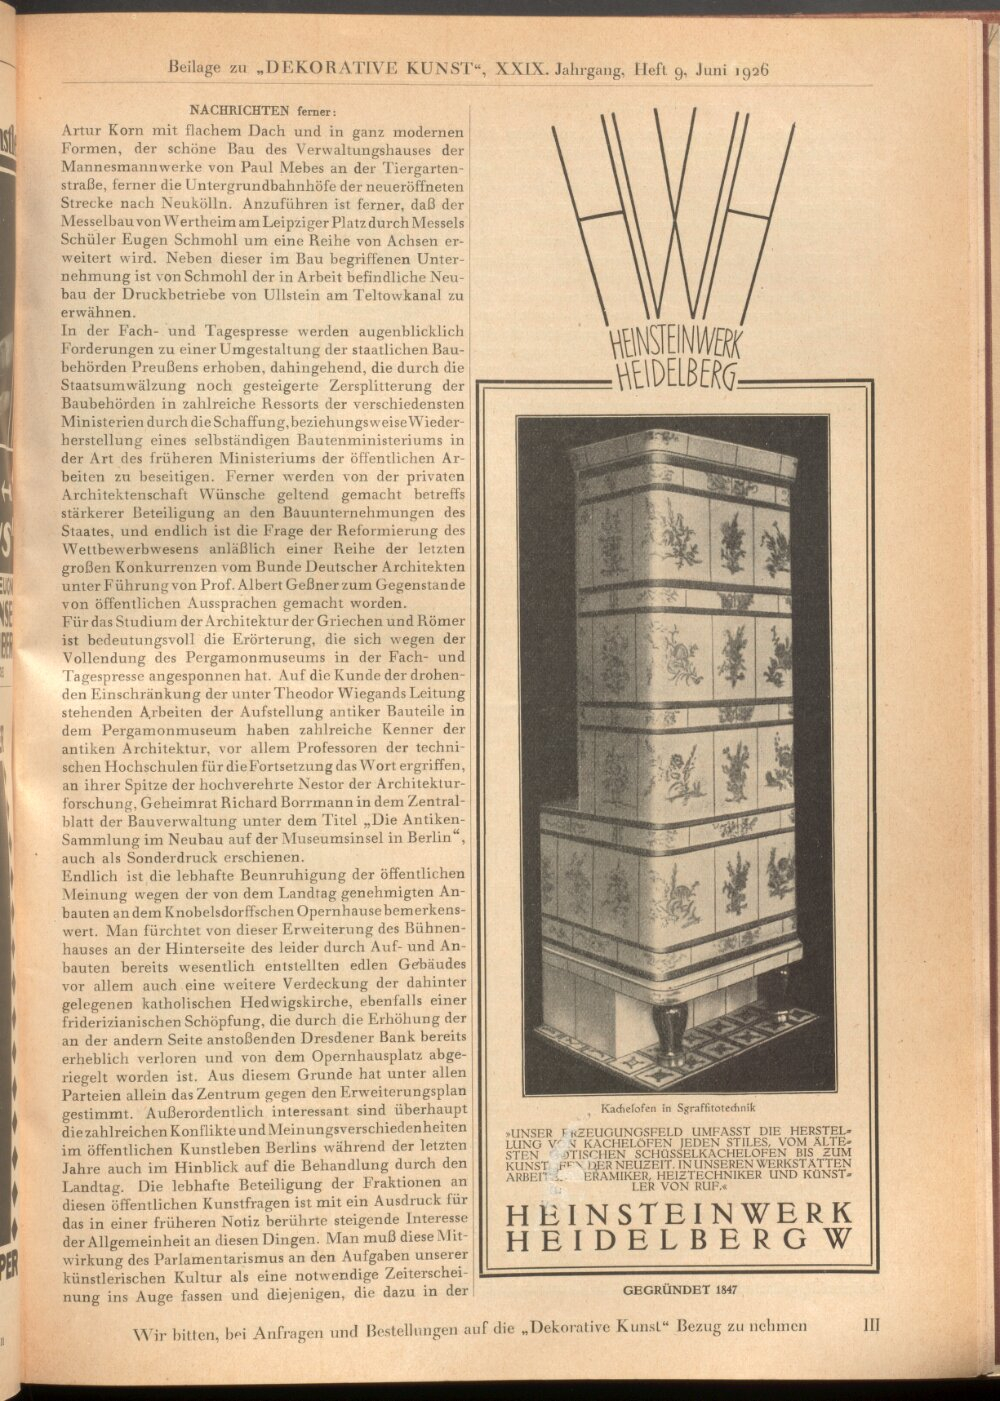 Beilage zu „DEKORATIVE KUNST“, XXIX. Jahrgang, Heft 9, Juni 1926
NACHRICHTEN ferner:
Artur Korn mit flachem Dach und in ganz modernen
Formen, der schöne Bau des Verwaltungshauses der
Mannesmannwerke von Paul Mebes an der Tiergarten-
straße, ferner die Untergrundbahnhöfe der neueröffneten
Strecke nach Neukölln. Anzuführen ist ferner, daß der
Messelbau von Wertheim am Leipziger Platz durch Messels
Schüler Eugen Schmohl um eine Reihe von Achsen er-
weitert wird. Neben dieser im Bau begriffenen Unter-
nehmung ist von Schmohl der in Arbeit befindliche Neu-
bau der Druckbetriebe von Ullstein am Teltowkanal zu
erwähnen.
In der Fach- und Tagespresse werden augenblicklich
Forderungen zu einer Umgestaltung der staatlichen Bau-
behörden Preußens erhoben, dahingehend, die durch die
Staatsumwälzung noch gesteigerte Zersplitterung der
Baubehörden in zahlreiche Ressorts der verschiedensten
Ministerien durch die Schaffung, beziehungsweise Wieder-
herstellung eines selbständigen Bautenministeriums in
der Art des früheren Ministeriums der öffentlichen Ar-
beiten zu beseitigen. Ferner werden von der privaten
Architektenschaft Wünsche geltend gemacht betreffs
stärkerer Beteiligung an den Bauunternehmungen des
Staates, und endlich ist die Frage der Reformierung des
Wettbewerbwesens anläßlich einer Reihe der letzten
großen Konkurrenzen vom Bunde Deutscher Architekten
unter Führung von Prof. Albert Geßner zum Gegenstande
von öffentlichen Aussprachen gemacht worden.
Für das Studium der Architektur der Griechen und Römer
ist bedeutungsvoll die Erörterung, die sich wegen der
Vollendung des Pergamonmuseums in der Fach- und
Tagespresse angesponnen hat. Auf die Kunde der drohen-
den Einschränkung der unter Theodor Wiegands Leitung
stehenden Arbeiten der Aufstellung antiker Bauteile in
dem Pergamonmuseum haben zahlreiche Kenner der
antiken Architektur, vor allem Professoren der techni-
schen Hochschulen für die Fortsetzung das Wort ergriffen,
an ihrer Spitze der hochverehrte Nestor der Architektur-
forschung, Geheimrat Richard Borrmann in dem Zentral-
blatt der Bauverwaltung unter dem Titel „Die Antiken-
Sammlung im Neubau auf der Museumsinsel in Berlin“,
auch als Sonderdruck erschienen.
Endlich ist die lebhafte Beunruhigung der öffentlichen
Meinung wegen der von dem Landtag genehmigten An-
bauten an dem Knobelsdorffschen Opernhause bemerkens-
wert. Man fürchtet von dieser Erweiterung des Bühnen-
hauses an der Hinterseite des leider durch Auf- und An-
bauten bereits wesentlich entstellten edlen Gebäudes
vor allem auch eine weitere Verdeckung der dahinter
gelegenen katholischen Hedwigskirche, ebenfalls einer
friderizianischen Schöpfung, die durch die Erhöhung der
an der andern Seite anstoßenden Dresdener Bank bereits
erheblich verloren und von dem Opernhausplatz abge-
riegelt worden ist. Aus diesem Grunde hat unter allen
Parteien allein das Zentrum gegen den Erweiterungsplan
gestimmt. Außerordentlich interessant sind überhaupt
die zahlreichen Konflikte und Meinungsverschiedenheiten
im öffentlichen Kunstleben Berlins während der letzten
Jahre auch im Hinblick auf die Behandlung durch den
Landtag. Die lebhafte Beteiligung der Fraktionen an
diesen öffentlichen Kunstfragen ist mit ein Ausdruck für
das in einer früheren Notiz berührte steigende Interesse
der Allgemeinheit an diesen Dingen. Man muß diese Mit-
wirkung des Parlamentarismus an den Aufgaben unserer
künstlerischen Kultur als eine notwendige Zeiterschei-
nung ins Auge fassen und diejenigen, die dazu in der
HEINSTEINWERK
HEIDELBERG
Kachelofen in Sgraffitotechnik
»UNSER ERZEUGUNGSFELD UMFASST DIE HERSTEL-
LUNG VON KACHELÖFEN JEDEN STILES, VOM ÄLTE-
STEN GOTISCHEN SCHÜSSELKACHELOFEN BIS ZUM
KUNSTOFEN DER NEUZEIT. IN UNSEREN WERKSTÄTTEN
ARBEITEN KERAMIKER, HEIZTECHNIKER UND KÜNST-
LER VON RUF.«
HEINSTEINWERK
HEIDELBERG W
GEGRÜNDET 1847
Wir bitten, bei Anfragen und Bestellungen auf die „Dekorative Kunst“ Bezug zu nehmen
III